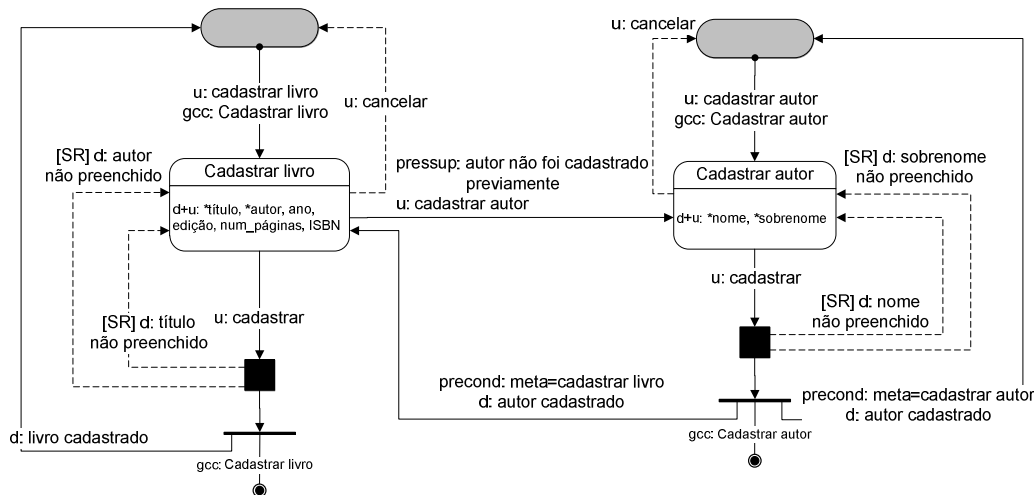 u: cadastrar livro
gcc: Cadastrar livro
u: cancelar
[SR] d: autor
não preenchido
Cadastrar livro
d+u: *título, *autor, ano,
edição, num_páginas, ISBN
[SR] d: título
não preenchido
u: cadastrar
d: livro cadastrado
gcc: Cadastrar livro
pressup: autor não foi cadastrado
previamente
u: cadastrar autor
precond: meta=cadastrar livro
d: autor cadastrado
u: cancelar
u: cadastrar autor
gcc: Cadastrar autor
[SR] d: sobrenome
não preenchido
Cadastrar autor
d+u: *nome, *sobrenome
u: cadastrar
[SR] d: nome
não preenchido
precond: meta=cadastrar autor
d: autor cadastrado
gcc: Cadastrar autor